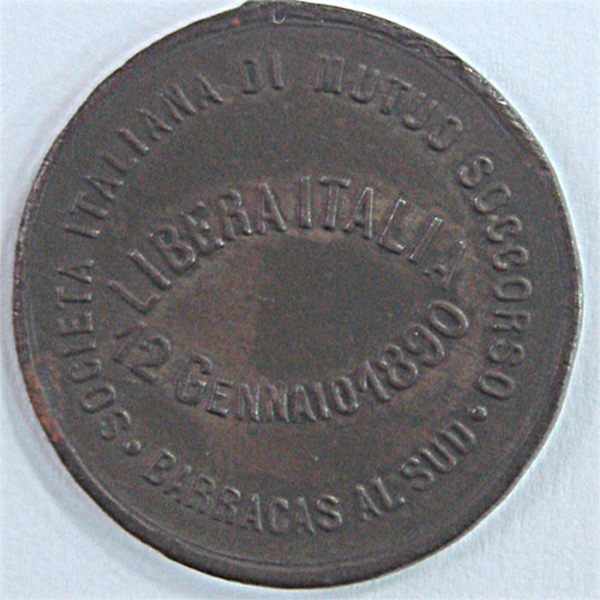 SOCIETA ITALIANA DI MUTUO SOCCORSO
LIBERA ITALIA
12 GENNAIO 1890
• BARRACAS AL SUD •